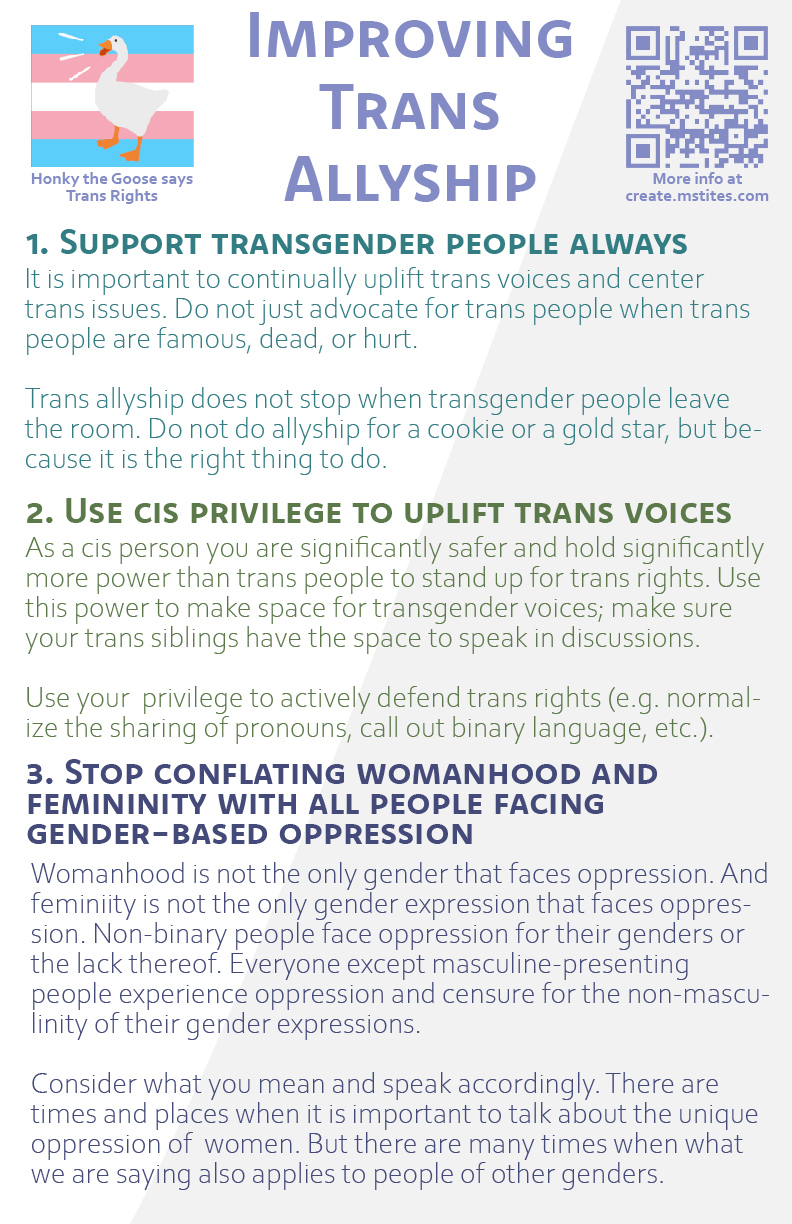 Improving
Trans
Allyship
Honky the Goose says
Trans Rights
More info at
create.mstites.com
1. Support transgender people always
It is important to continually uplift trans voices and center
trans issues. Do not just advocate for trans people when trans
people are famous, dead, or hurt.
Trans allyship does not stop when transgender people leave
the room. Do not do allyship for a cookie or a gold star, but be-
cause it is the right thing to do.
2. Use cis privilege to uplift trans voices
As a cis person you are significantly safer and hold significantly
more power than trans people to stand up for trans rights. Use
this power to make space for transgender voices; make sure
your trans siblings have the space to speak in discussions.
Use your  privilege to actively defend trans rights (e.g. normal-
ize the sharing of pronouns, call out binary language, etc.).
3. Stop conflating womanhood and
femininity with all people facing
gender-based oppression
Womanhood is not the only gender that faces oppression. And
feminiity is not the only gender expression that faces oppres-
sion. Non-binary people face oppression for their genders or
the lack thereof. Everyone except masculine-presenting
people experience oppression and censure for the non-mascu-
linity of their gender expressions.
Consider what you mean and speak accordingly. There are
times and places when it is important to talk about the unique
oppression of  women. But there are many times when what
we are saying also applies to people of other genders.